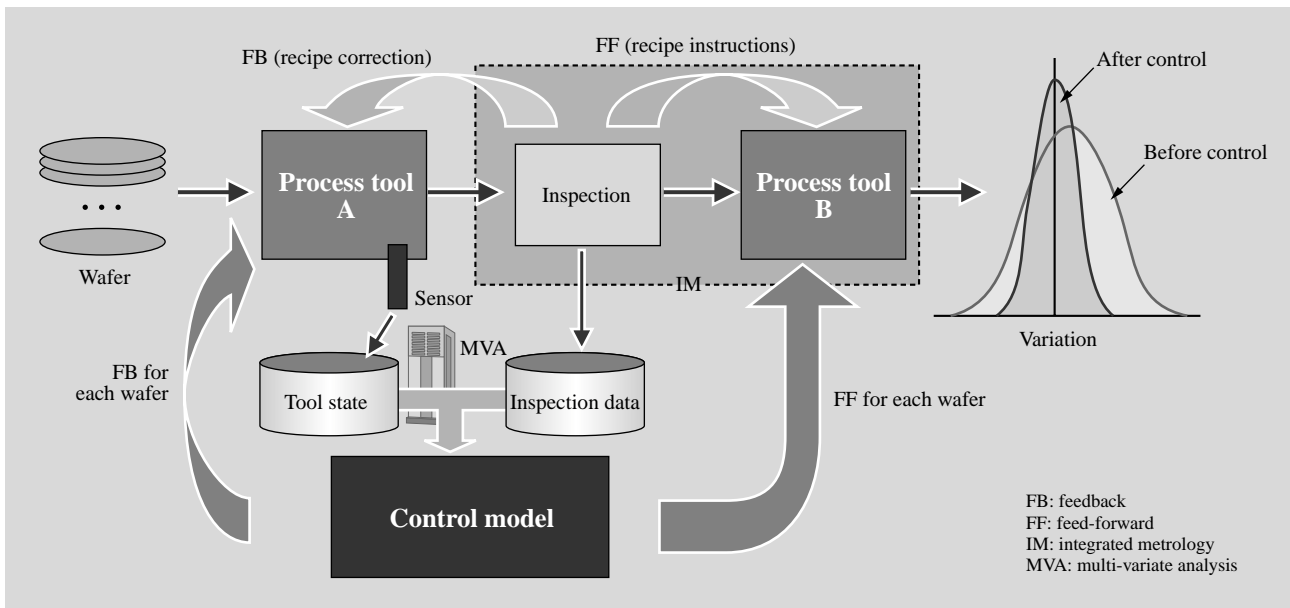 FB (recipe correction)
FF (recipe instructions)
After control
Before control
Process tool
A
Inspection
Process tool
B
. . .
Wafer
Sensor
IM
Variation
MVA
FB for
each wafer
Tool state
Inspection data
FF for each wafer
Control model
FB: feedback
FF: feed-forward
IM: integrated metrology
MVA: multi-variate analysis